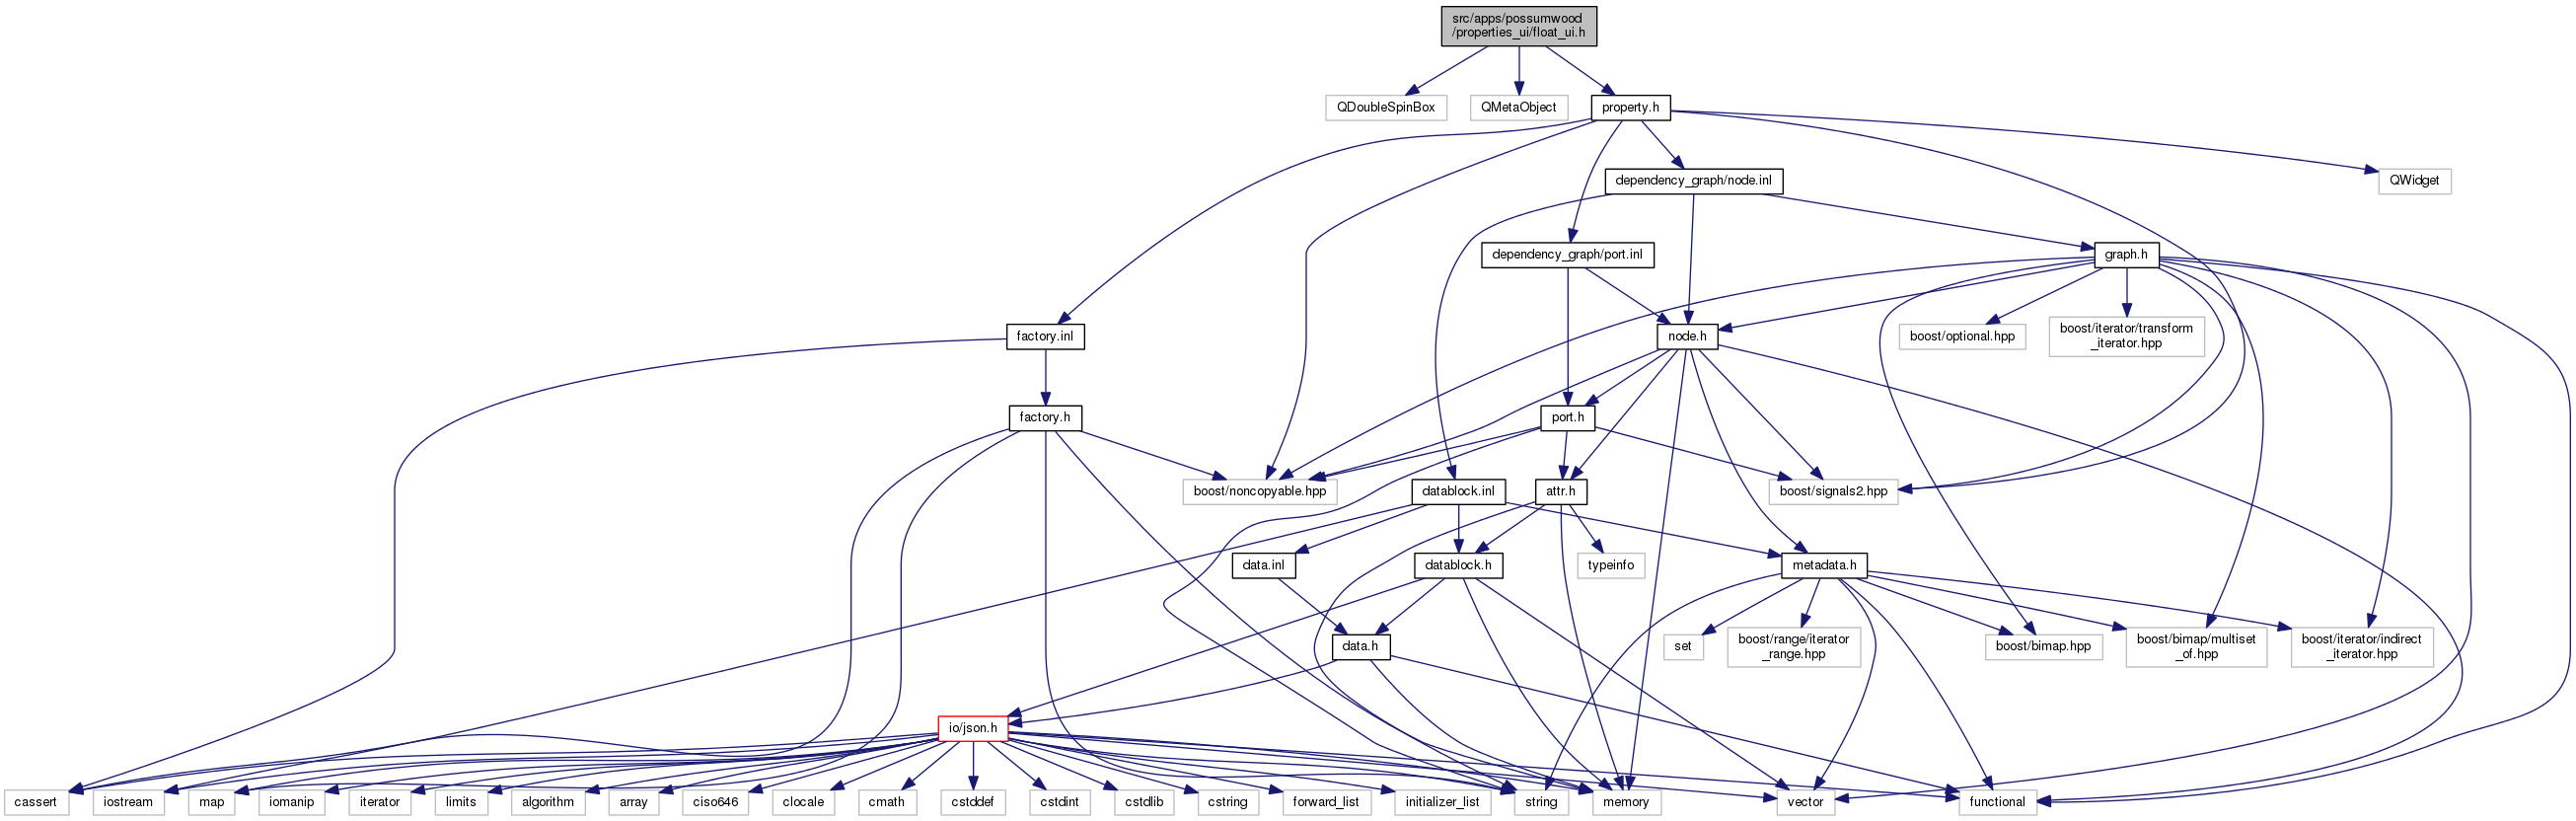 src/apps/possumwood
/properties_ui/float_ui.h
QDoubleSpinBox
QMetaObject
property.h
dependency_graph/node.inl
QWidget
dependency_graph/port.inl
graph.h
factory.inl
node.h
boost/optional.hpp
boost/iterator/transform
_iterator.hpp
factory.h
port.h
boost/noncopyable.hpp
datablock.inl
attr.h
boost/signals2.hpp
data.inl
datablock.h
typeinfo
metadata.h
data.h
set
boost/range/iterator
_range.hpp
boost/bimap.hpp
boost/bimap/multiset
_of.hpp
boost/iterator/indirect
_iterator.hpp
io/json.h
cassert
iostream
map
iomanip
iterator
limits
algorithm
array
ciso646
clocale
cmath
cstddef
cstdint
cstdlib
cstring
forward_list
initializer_list
string
memory
vector
functional